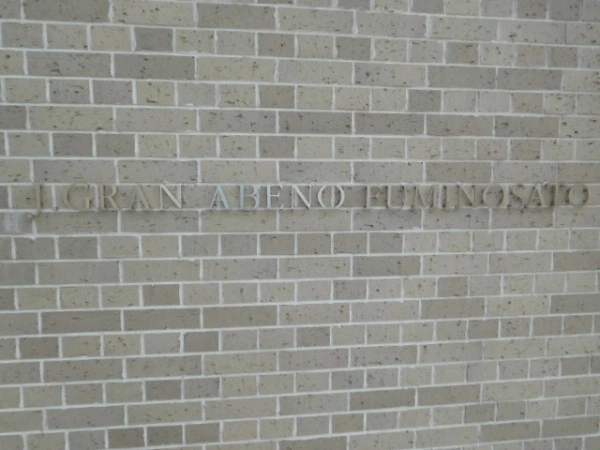 J.GRAN ABENO FUMINOSATO